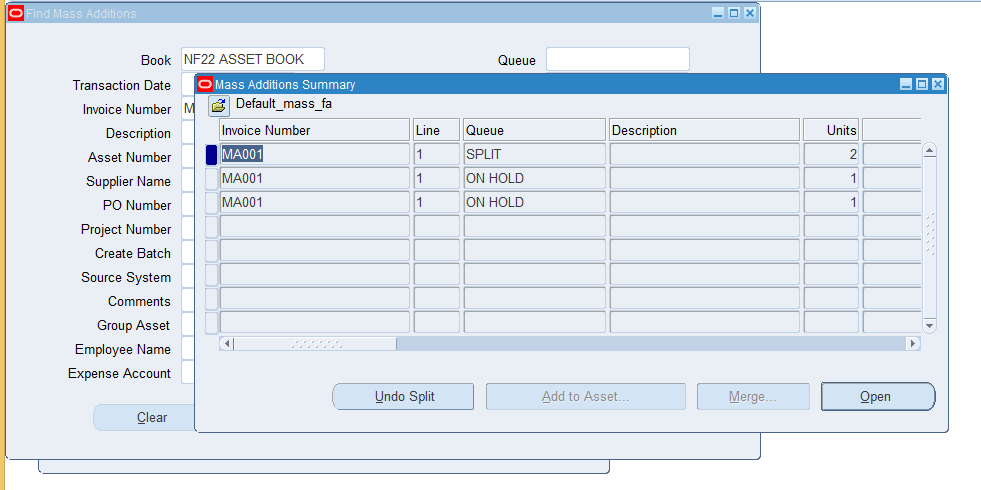 Find Mass Additions
Book NF22 ASSET BOOK Queue
Transaction Date
Invoice Number M
Description
Asset Number
Supplier Name
PO Number
Project Number
Create Batch
Source System
Comments
Group Asset
Employee Name
Expense Account
Clear
Mass Additions Summary
Default_mass_fa
Invoice Number Line Queue Description Units
MA001 1 SPLIT 2
MA001 1 ON HOLD 1
MA001 1 ON HOLD 1
Undo Split Add to Asset... Merge... Open